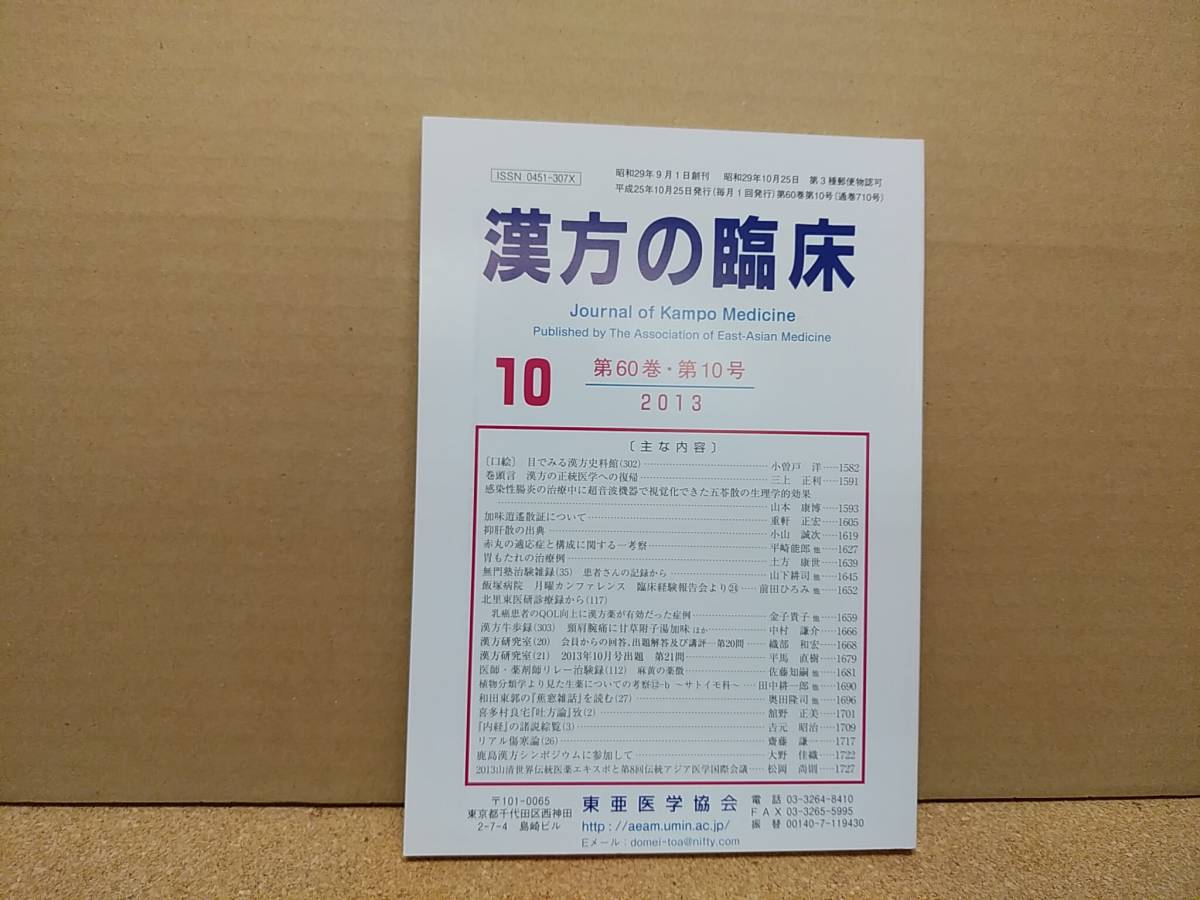 ISSN 0451-307X
昭和29年9月1日創刊　昭和29年10月25日　第3種郵便物認可
平成25年10月25日発行(毎月1回発行)第60巻第10号(通巻710号)
漢方の臨床
Journal of Kampo Medicine
Published by The Association of East-Asian Medicine
10
第60巻・第10号
2013
〔主な内容〕
〔口絵〕　目でみる漢方史料館(302)……小曽戸　洋……1582
巻頭言　漢方の正統医学への復帰……三上　正利……1591
感染性腸炎の治療中に超音波機器で視覚化できた五苓散の生理学的効果
……山本　康博……1593
加味逍遙散証について……重軒　正宏……1605
抑肝散の出典……小山　誠次……1619
赤丸の適応症と構成に関する一考察……平崎能郎 他……1627
胃もたれの治療例……土方　康世……1639
無門塾治験雑録(35)　患者さんの記録から……山下耕司 他……1645
飯塚病院　月曜カンファレンス　臨床経験報告会より㉔……前田ひろみ 他……1652
北里東医研診療録から(117)
乳癌患者のQOL向上に漢方薬が有効だった症例……金子貴子 他……1659
漢方牛歩録(303)　頸肩腕痛に甘草附子湯加味 ほか……中村　謙介……1666
漢方研究室(20)　会員からの回答、出題解答及び講評―第20問……織部　和宏……1668
漢方研究室(21)　2013年10月号出題　第21問……平馬　直樹……1679
医師・薬剤師リレー治験録(112)　麻黄の薬徴……佐藤知嗣 他……1681
植物分類学より見た生薬についての考察⑫-b ～サトイモ科～……田中耕一郎 他……1690
和田東郭の『蕉窓雑話』を読む(27)……奥田隆司 他……1696
喜多村良宅『吐方論』攷(2)……舘野　正美……1701
『内経』の諸説綜覧(3)……吉元　昭治……1709
リアル傷寒論(26)……齋藤　謙一……1717
鹿島漢方シンポジウムに参加して……大野　佳織……1722
2013山清世界伝統医薬エキスポと第8回伝統アジア医学国際会議……松岡　尚則……1727
〒101-0065
東京都千代田区西神田
2-7-4　島崎ビル
東亜医学協会
http://aeam.umin.ac.jp/
Eメール：domei-toa@nifty.com
電話　03-3264-8410
FAX　03-3265-5995
振替　00140-7-119430